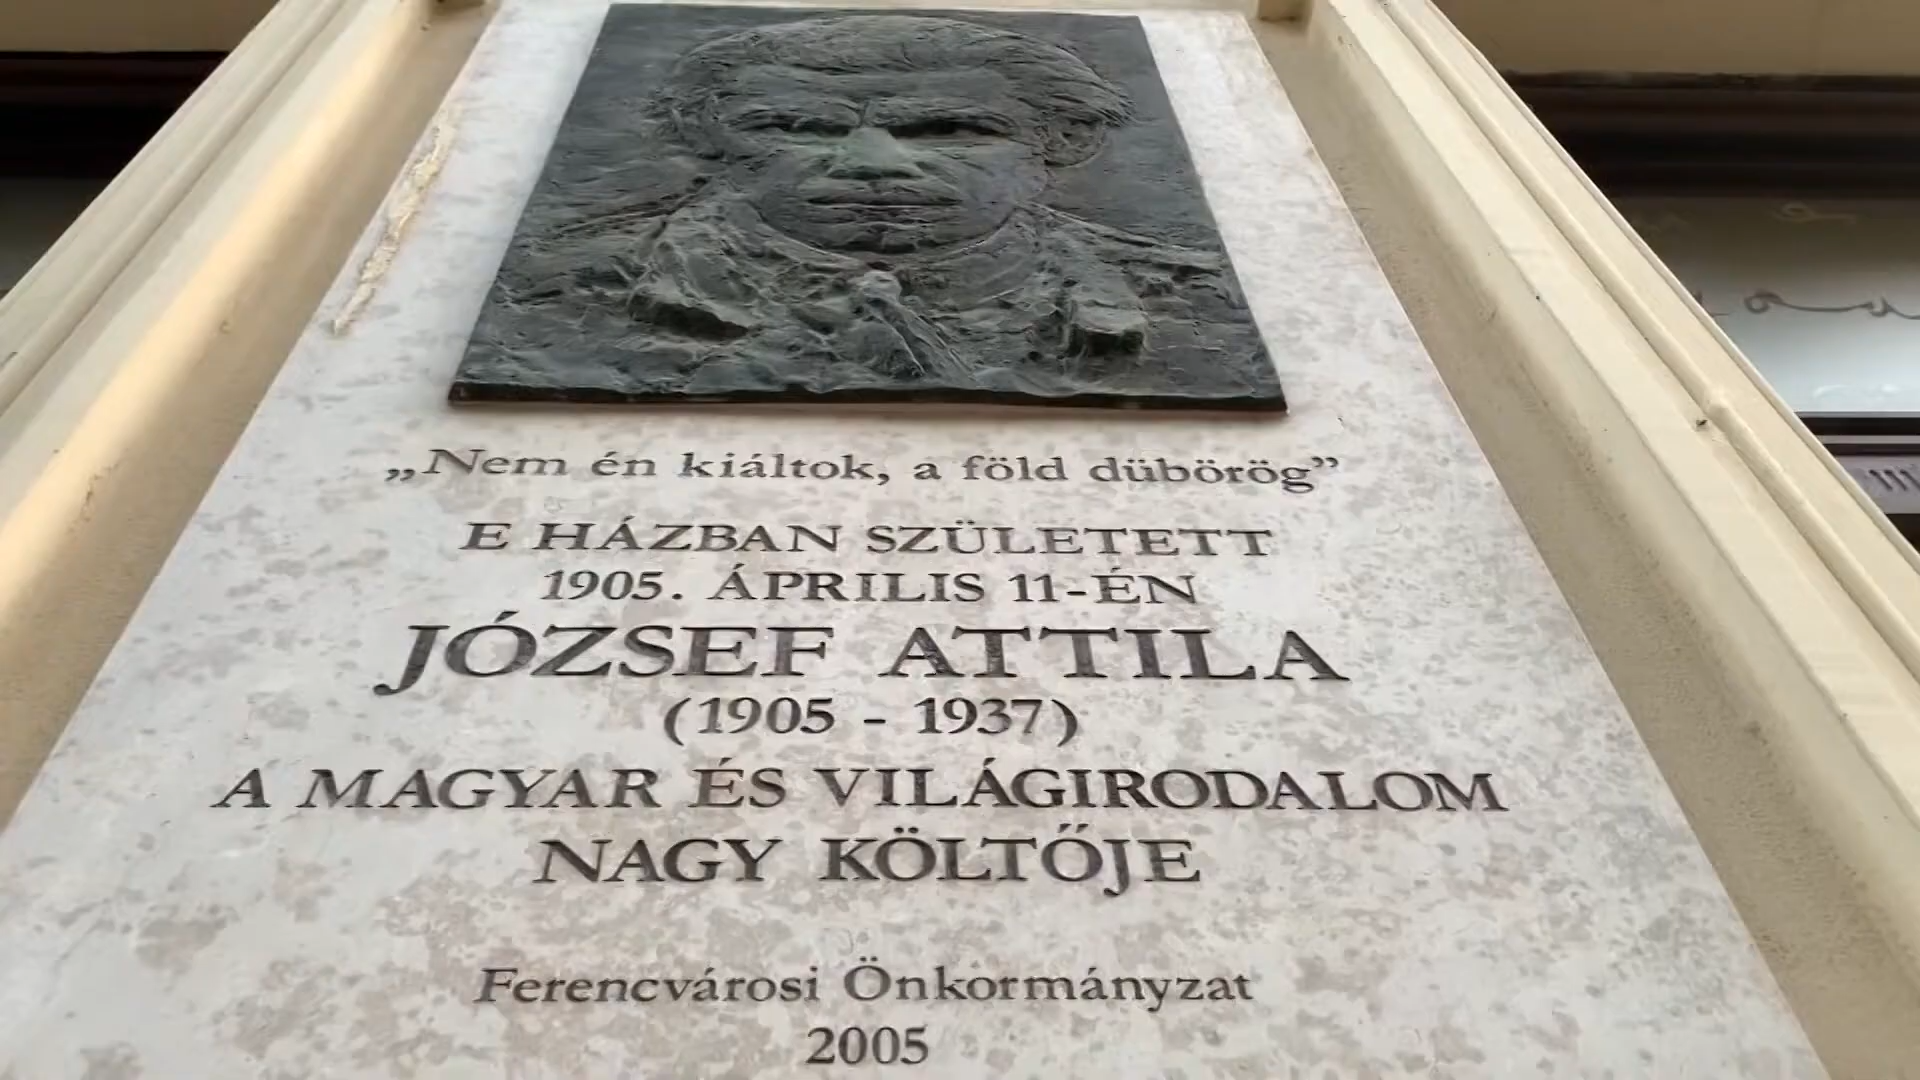 „Nem én kiáltok, a föld dübörög”
E HÁZBAN SZÜLETETT
1905. ÁPRILIS 11-ÉN
JÓZSEF ATTILA
(1905 - 1937)
A MAGYAR ÉS VILÁGIRODALOM
NAGY KÖLTŐJE
Ferencvárosi Önkormányzat
2005